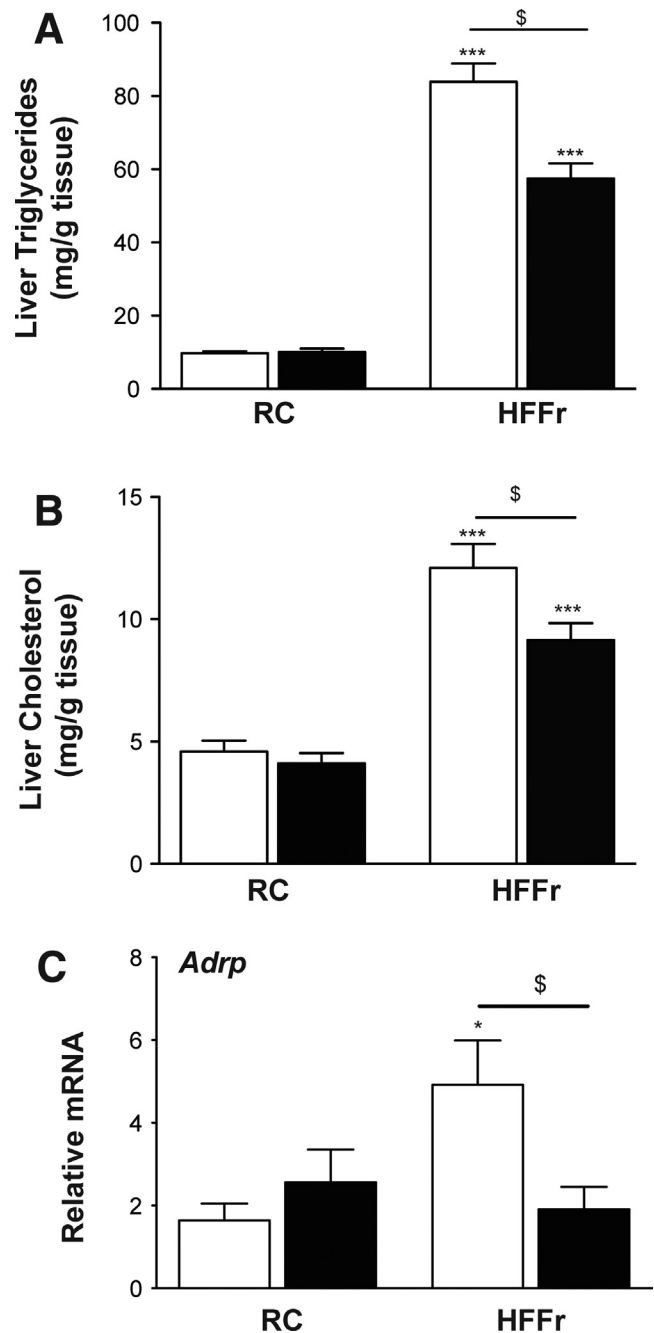 A
Liver Triglycerides
(mg/g tissue)
100
80
60
40
20
0
***
$
***
RC
HFFr
B
Liver Cholesterol
(mg/g tissue)
15
10
5
0
***
$
***
RC
HFFr
C
Adrp
Relative mRNA
8
6
4
2
0
*
$
RC
HFFr